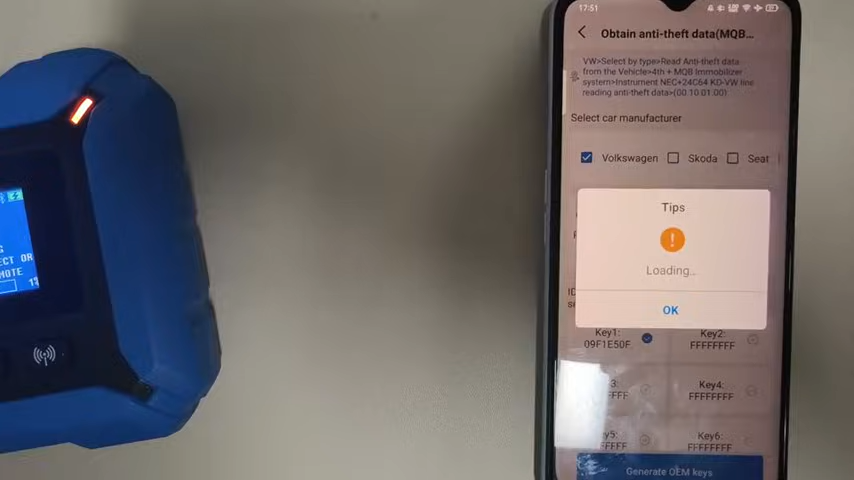 17:51
Obtain anti-theft data(MQB...
VW>Select by type>Read Anti-theft data
from the Vehicle>4th + MQB Immobilizer
system>Instrument NEC+24C64 KD-VW line
reading anti-theft data>(00.10.01.00)
Select car manufacturer
Volkswagen Skoda Seat
Tips
Loading...
OK
Key1: Key2:
09F1E50F FFFFFFFF
Key4:
FFFFFFF FFFFFFFF
Key6:
FFFFFFF FFFFFFFF
Generate OEM keys